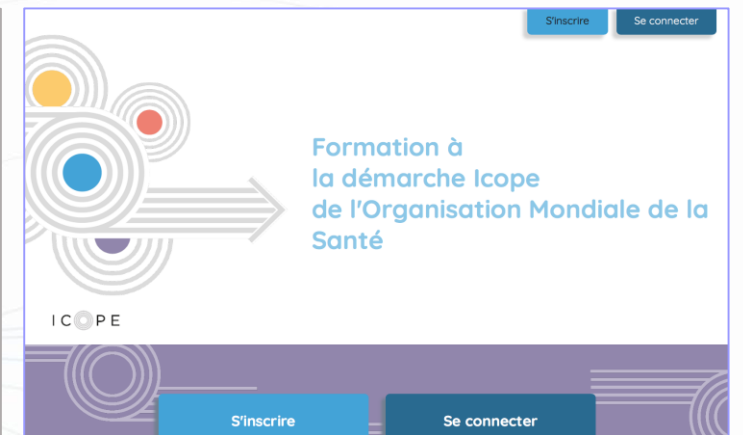 S'inscrire
Se connecter
Formation à
la démarche Icope
de l'Organisation Mondiale de la
Santé
ICOPE
S'inscrire
Se connecter